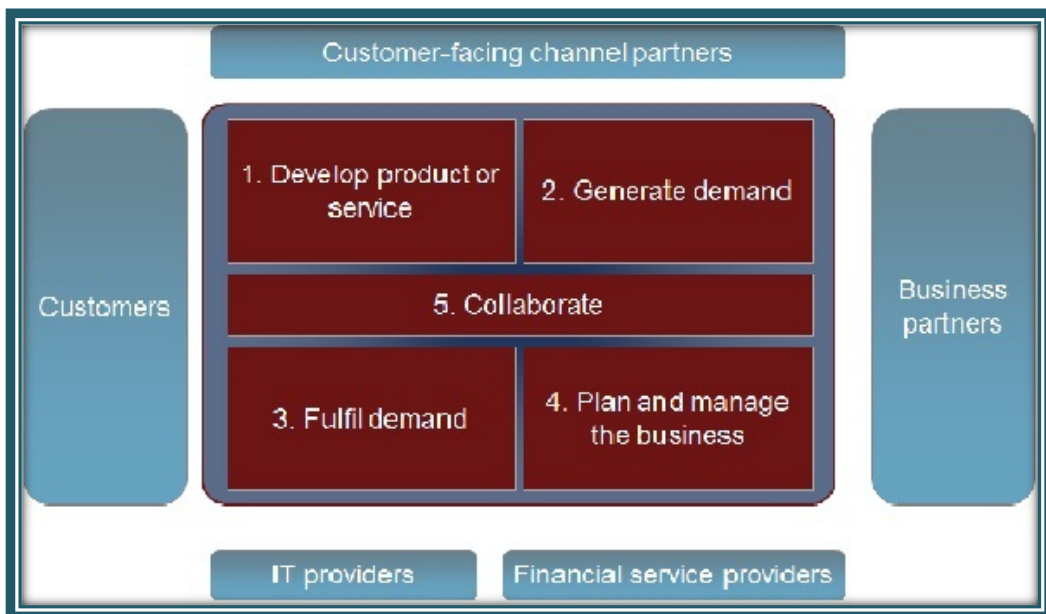 Customer-facing channel partners
1. Develop product or
service
2. Generate demand
Customers
5. Collaborate
Business
partners
3. Fulfil demand
4. Plan and manage
the business
IT providers
Financial service providers